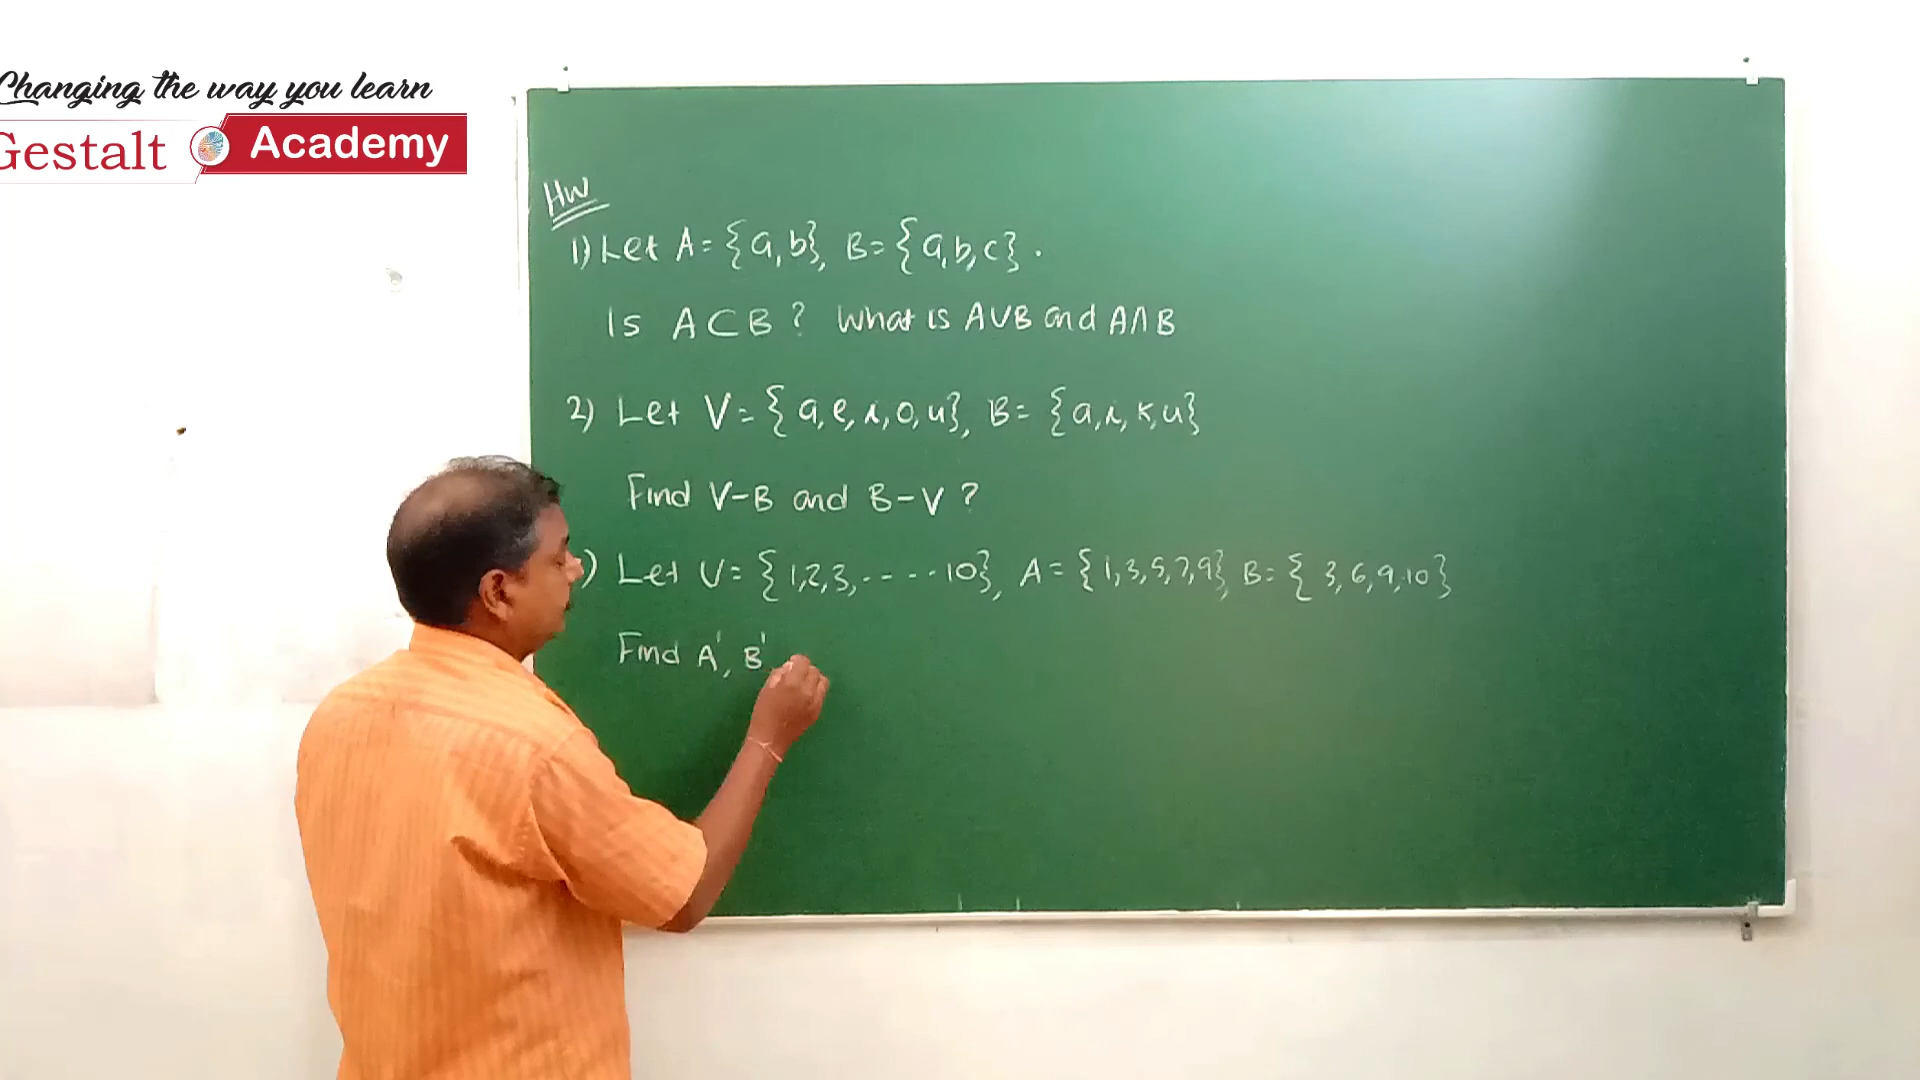 Changing the way you learn
Gestalt Academy
HW
1) Let A = {a, b}, B = {a, b, c}.
Is A ⊂ B? What is A∪B and A∩B
2) Let V = {a, e, i, o, u}, B = {a, i, k, u}
Find V-B and B-V?
) Let U = {1,2,3,-----10}, A = {1,3,5,7,9}, B = {3,6,9,10}
Find A', B'